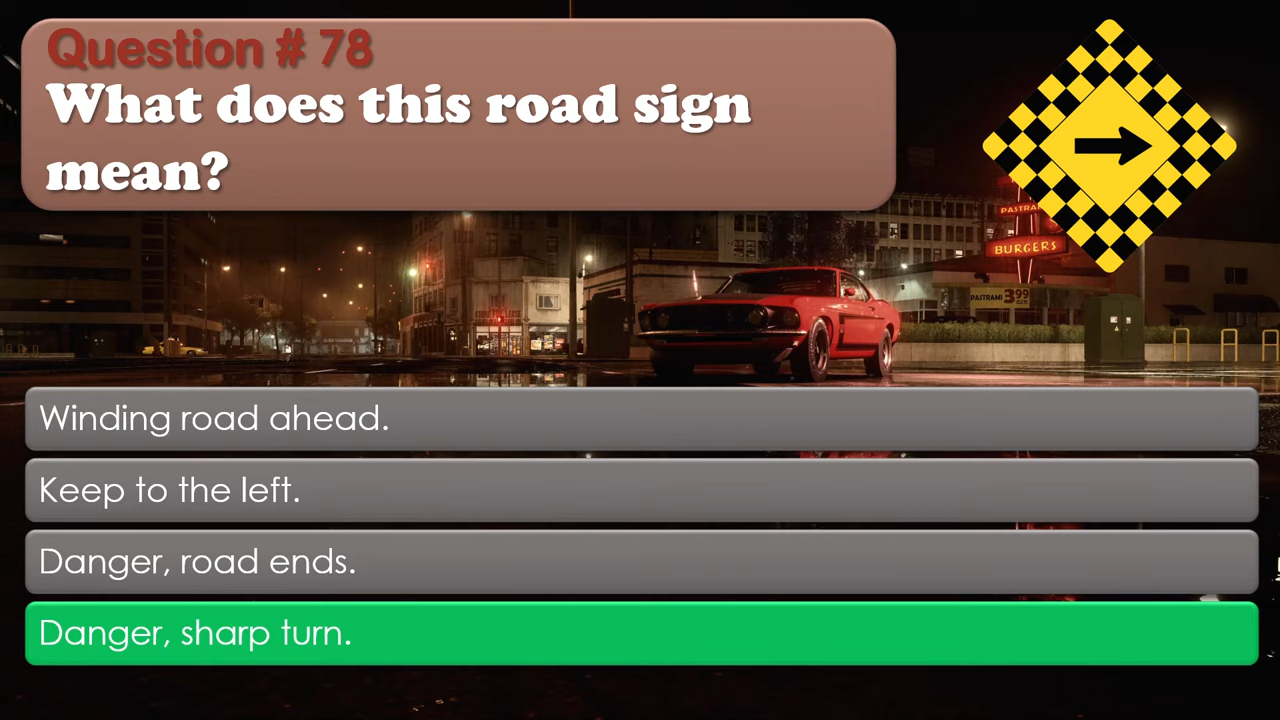 Question # 78
What does this road sign
mean?
PASTRAMI
BURGERS
PASTRAMI 3.99
Winding road ahead.
Keep to the left.
Danger, road ends.
Danger, sharp turn.